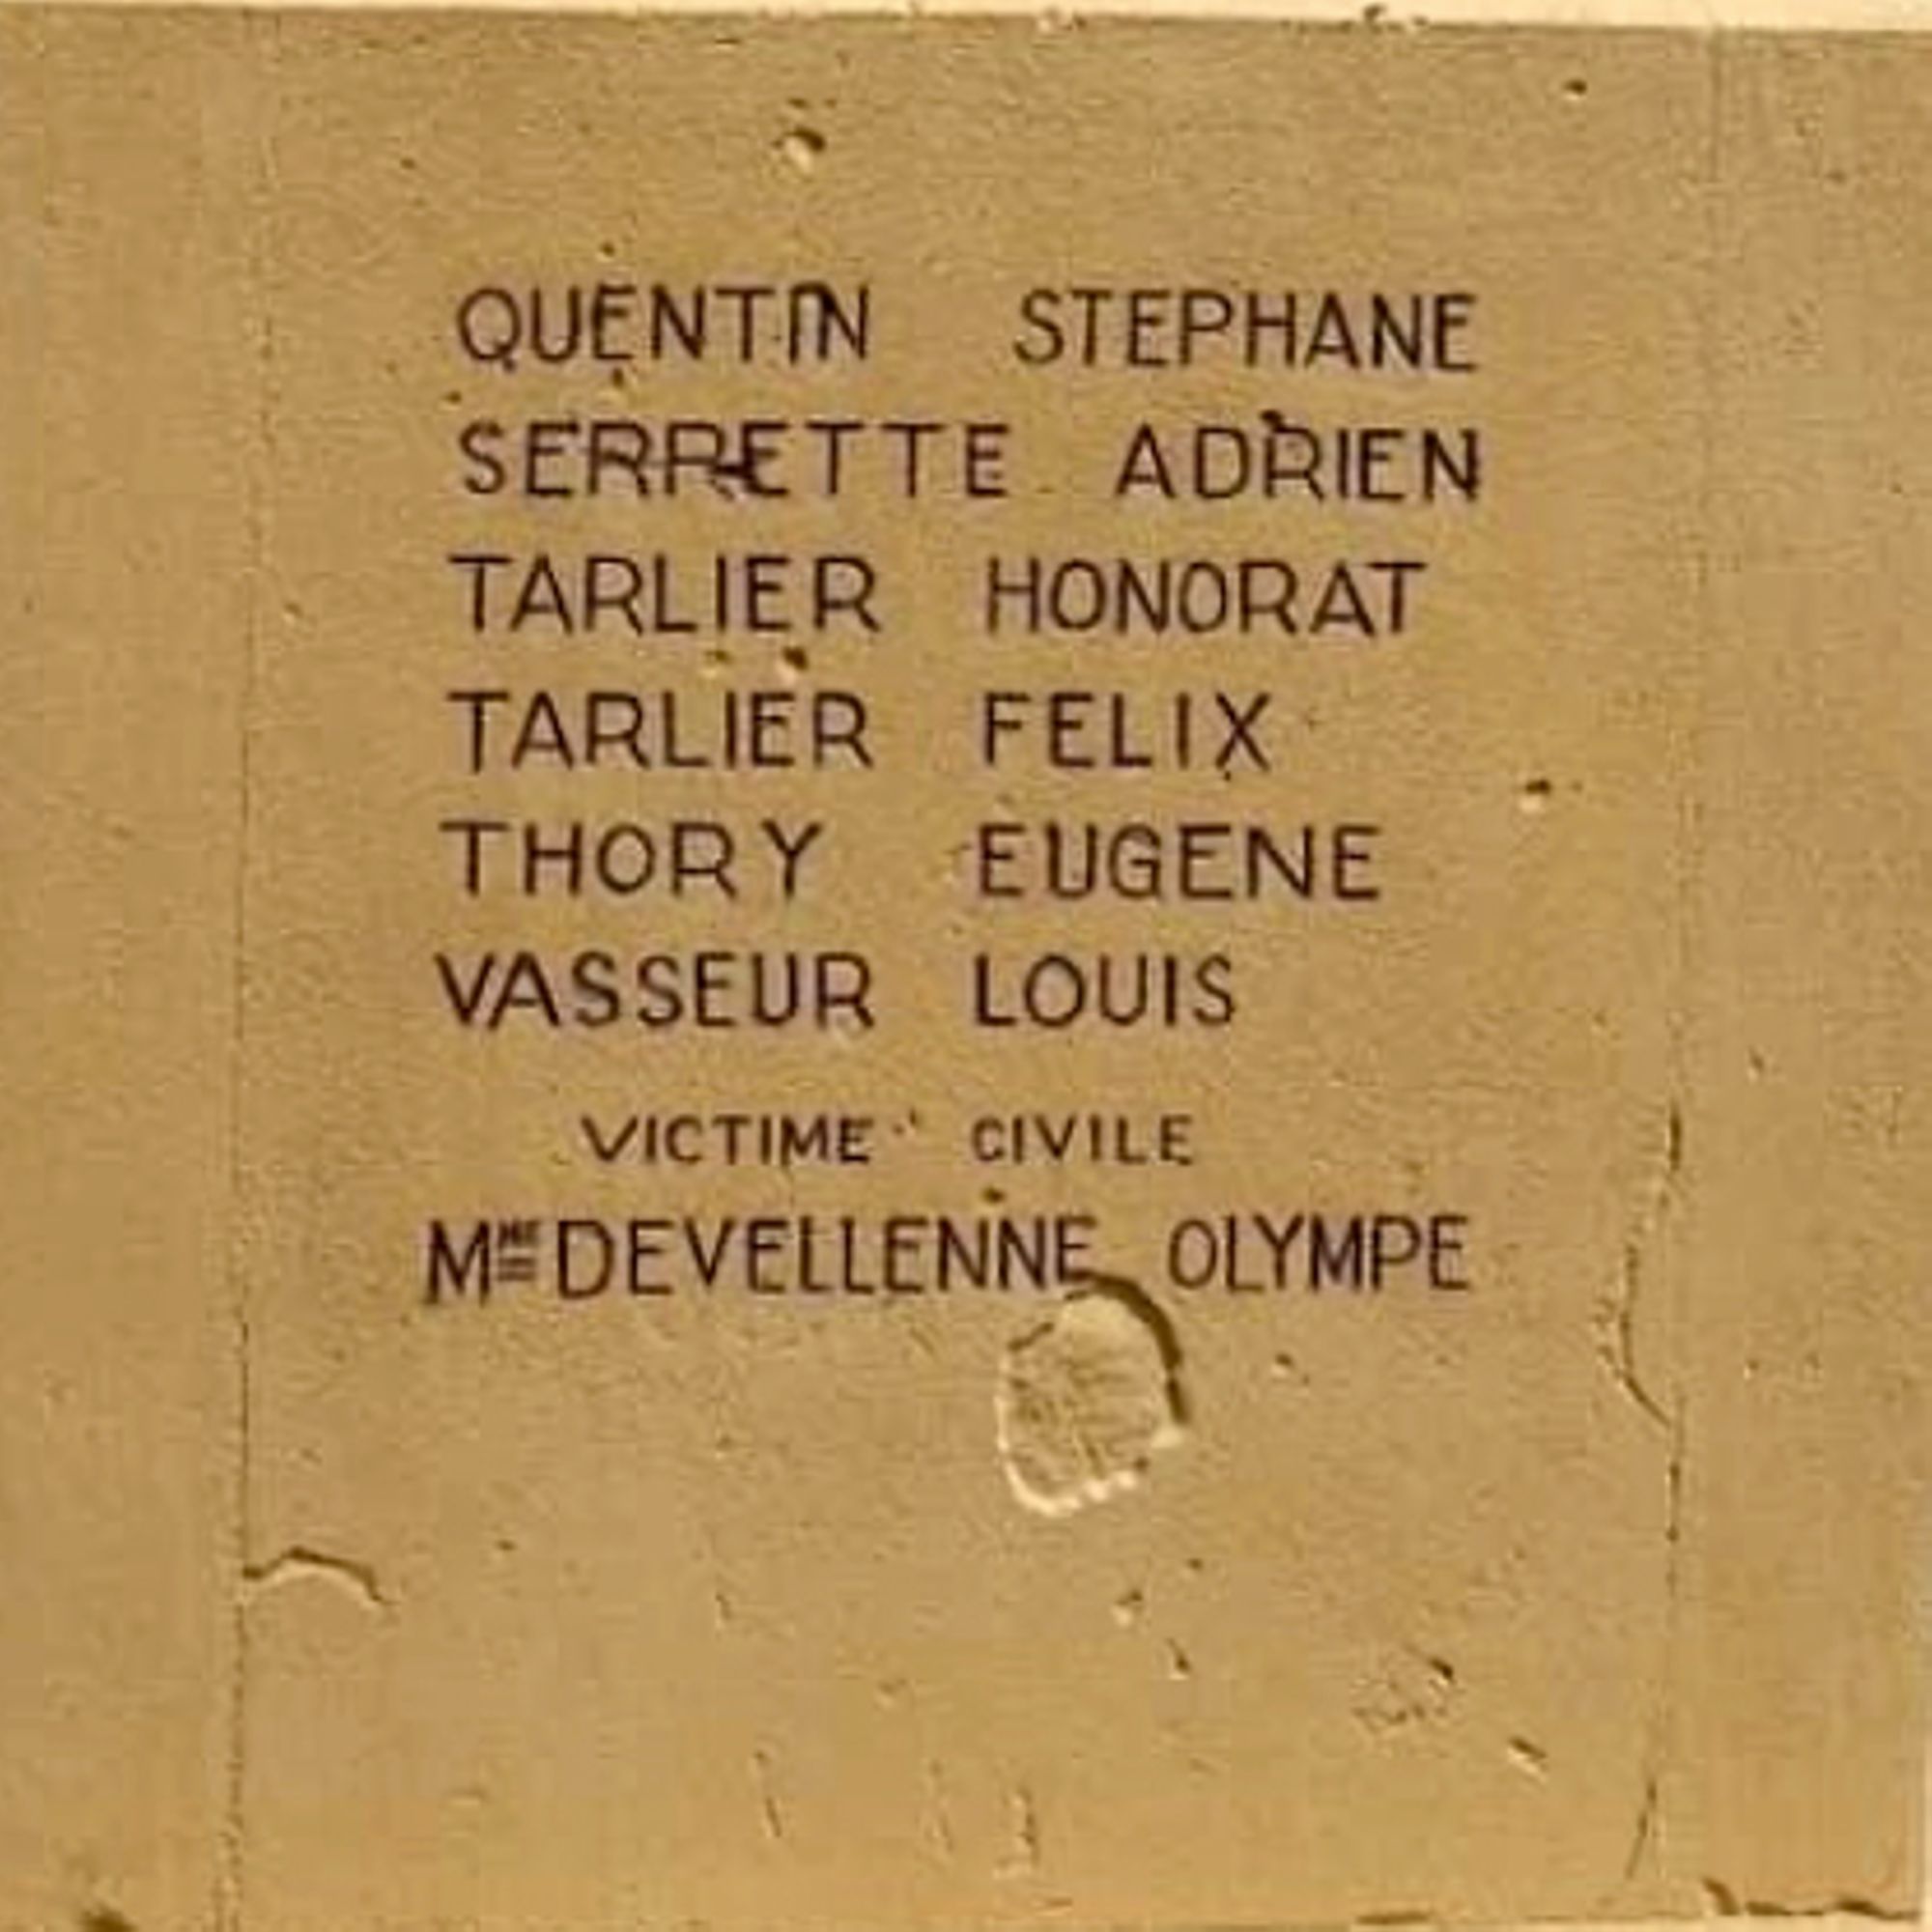 QUENTIN STEPHANE
SERRETTE ADRIEN
TARLIER HONORAT
TARLIER FELIX
THORY EUGENE
VASSEUR LOUIS
VICTIME CIVILE
Mᵐᵉ DEVELLENNE OLYMPE